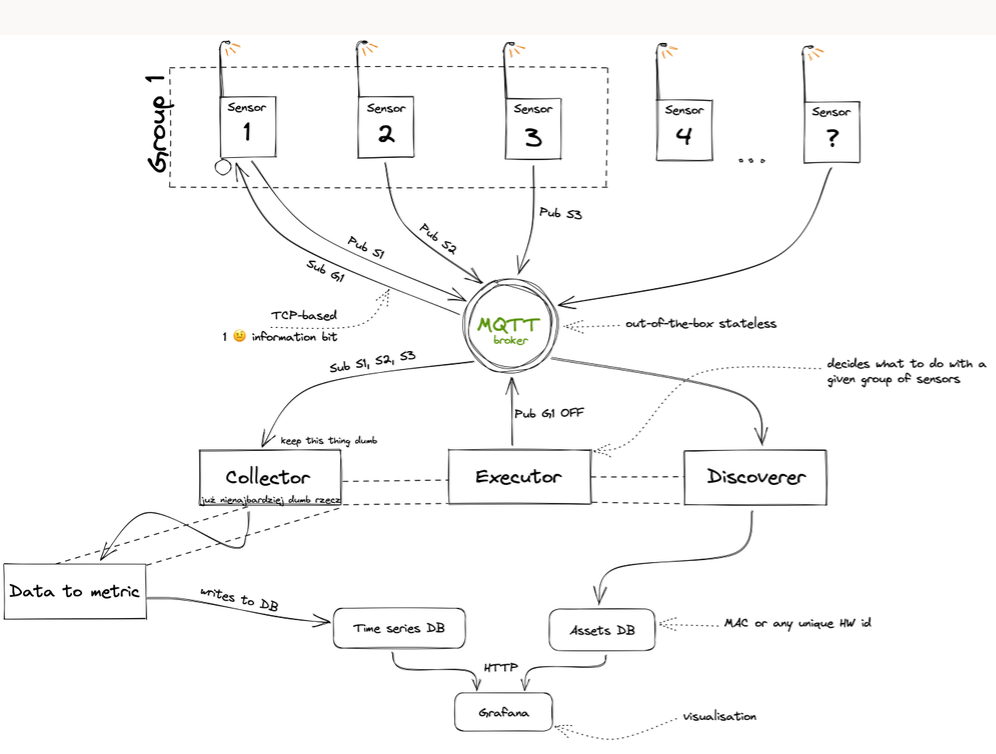 Group 1
Sensor
1
Sensor
2
Sensor
3
Sensor
4
...
Sensor
?
Pub S1
Sub G1
Pub S2
Pub S3
TCP-based
1 🙂 information bit
MQTT
broker
out-of-the-box stateless
Sub S1, S2, S3
decides what to do with a
given group of sensors
Pub G1 OFF
keep this thing dumb
Collector
już nienajbardziej dumb rzecz
Executor
Discoverer
Data to metric
writes to DB
Time series DB
Assets DB
MAC or any unique HW id
HTTP
Grafana
visualisation